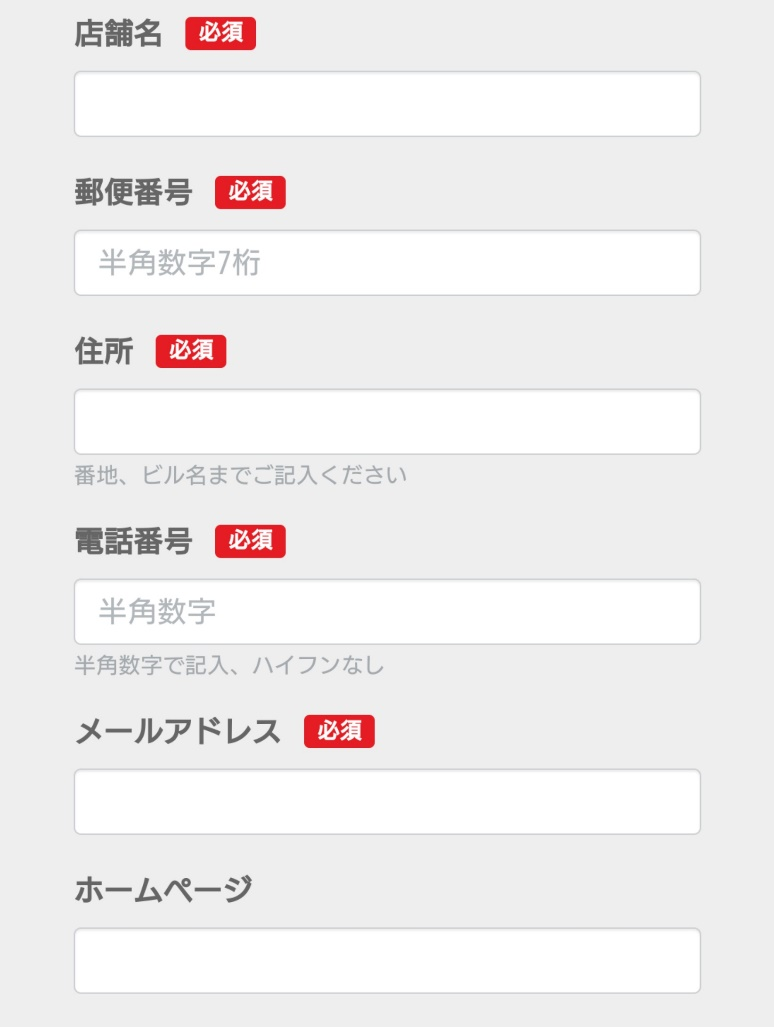 店舗名 必須
郵便番号 必須
半角数字7桁
住所 必須
番地、ビル名までご記入ください
電話番号 必須
半角数字
半角数字で記入、ハイフンなし
メールアドレス 必須
ホームページ